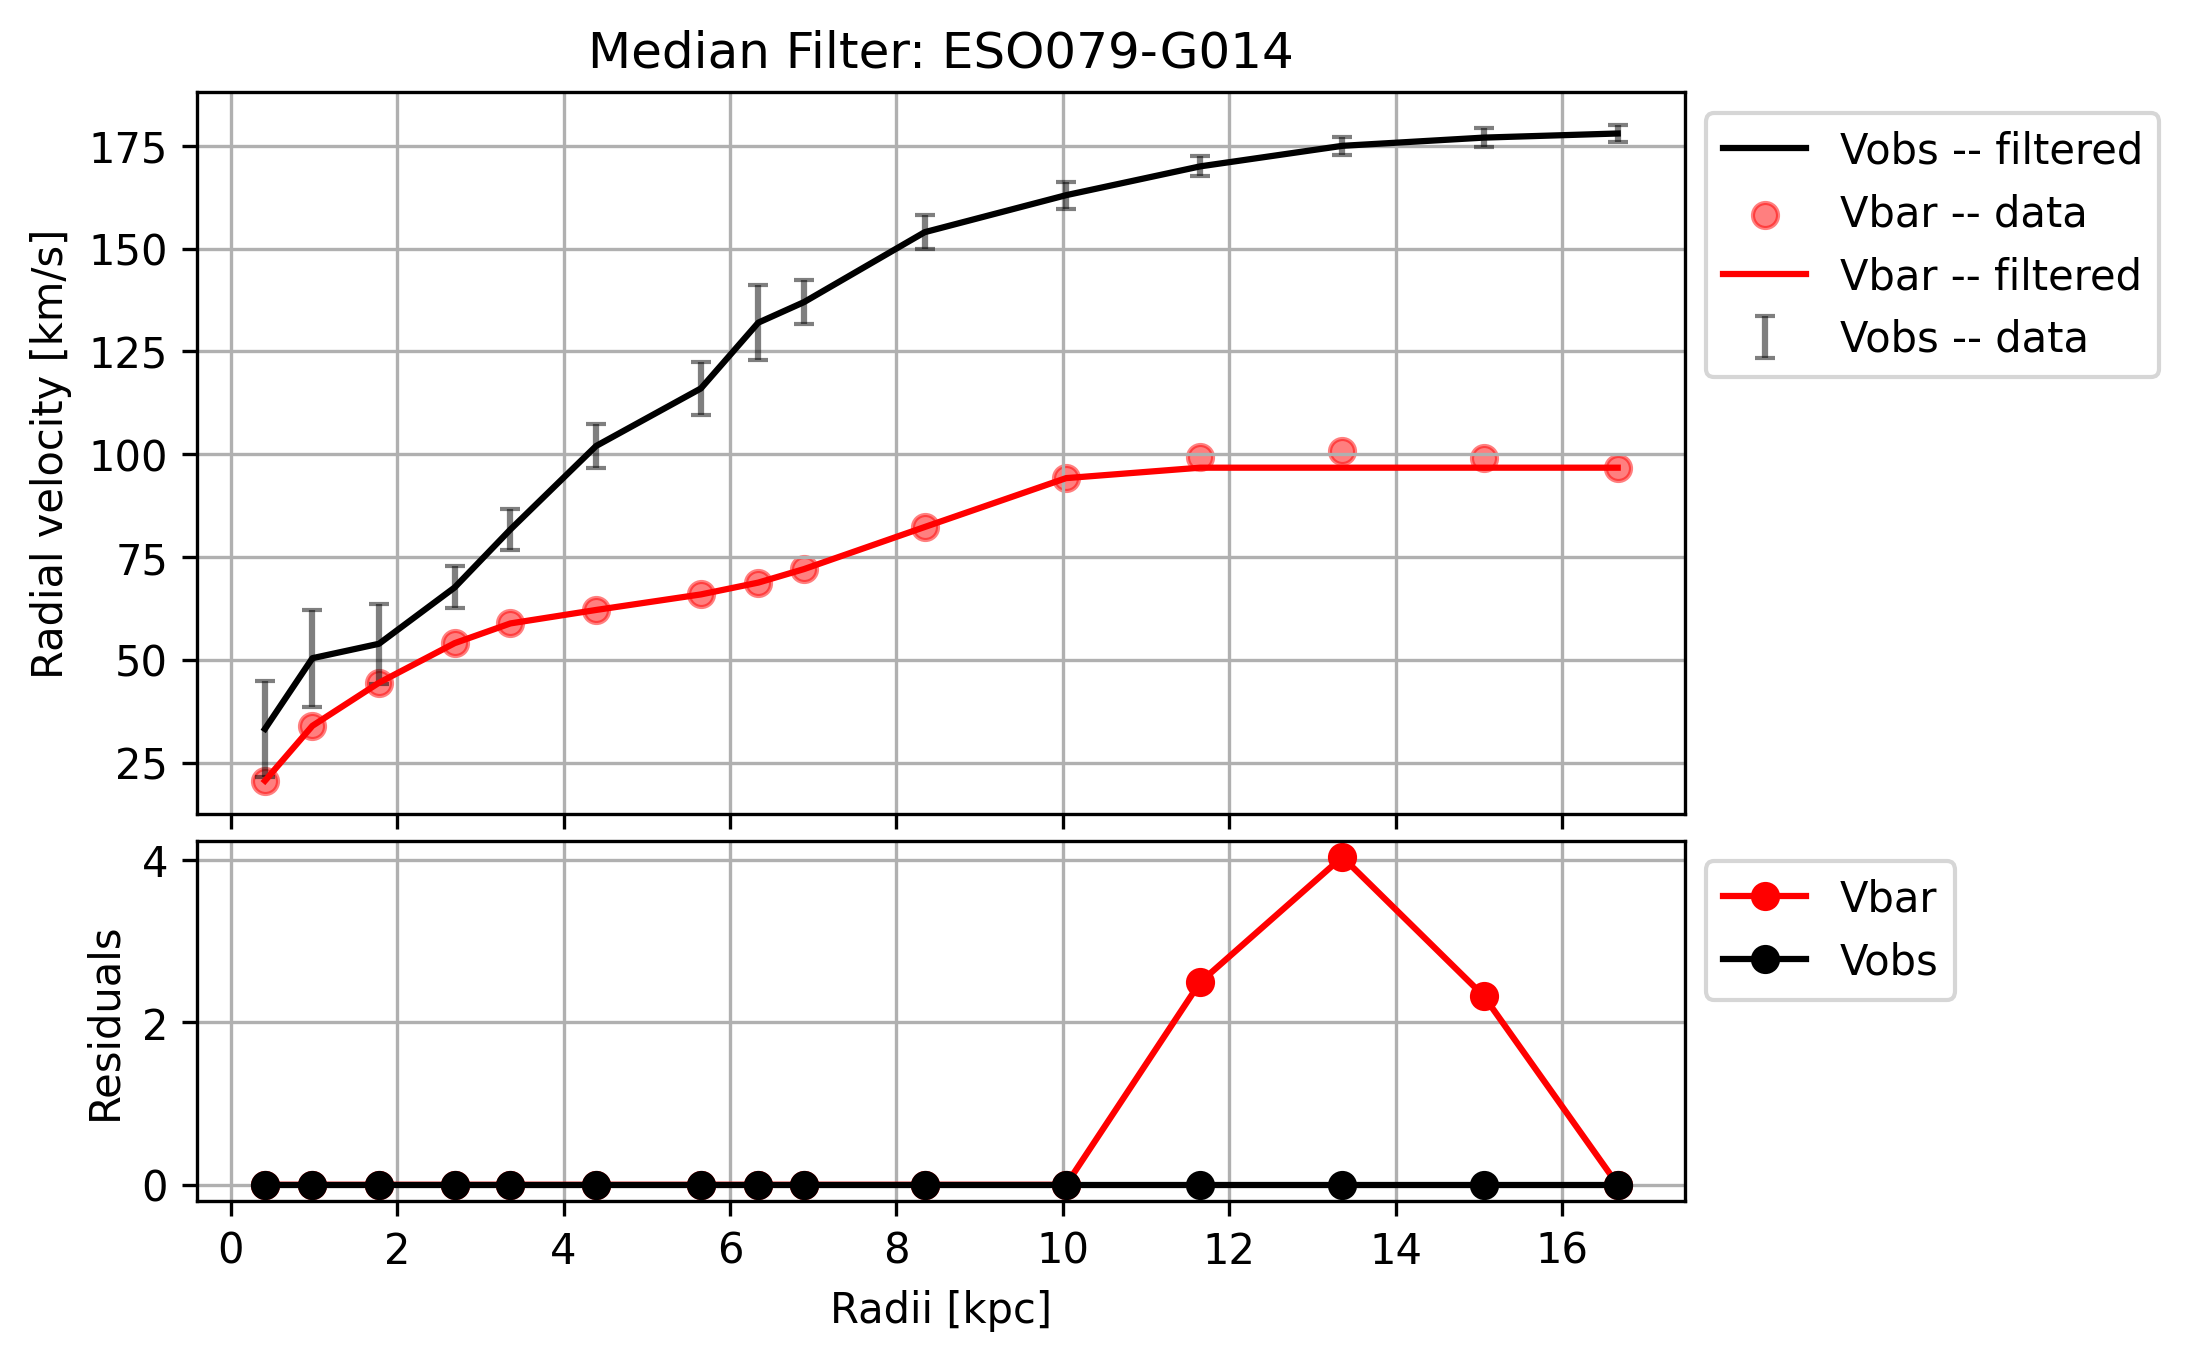 Median Filter: ESO079-G014
Radial velocity [km/s]
175
150
125
100
75
50
25
Vobs -- filtered
Vbar -- data
Vbar -- filtered
Vobs -- data
Residuals
4
2
0
Vbar
Vobs
0 2 4 6 8 10 12 14 16
Radii [kpc]